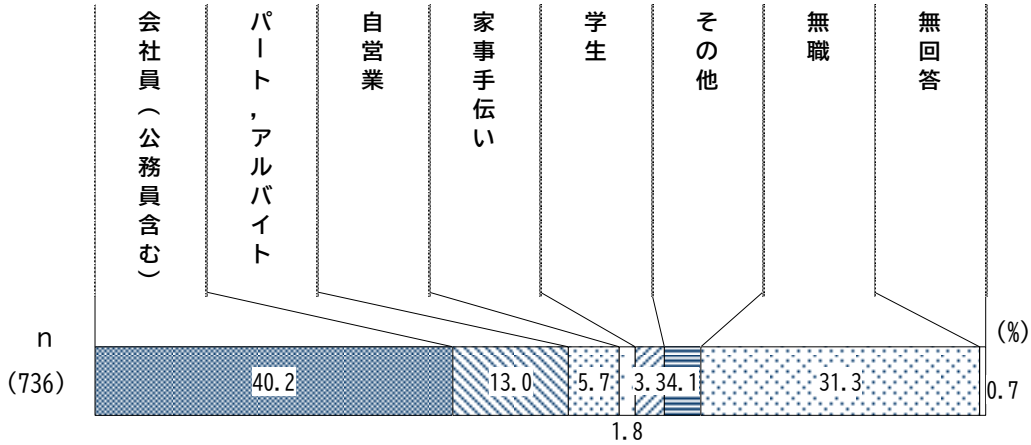 会社員（公務員含む）
パート，アルバイト
自営業
家事手伝い
学生
その他
無職
無回答
n
(%)
(736)
40.2
13.0
5.7
3.3
4.1
31.3
0.7
1.8